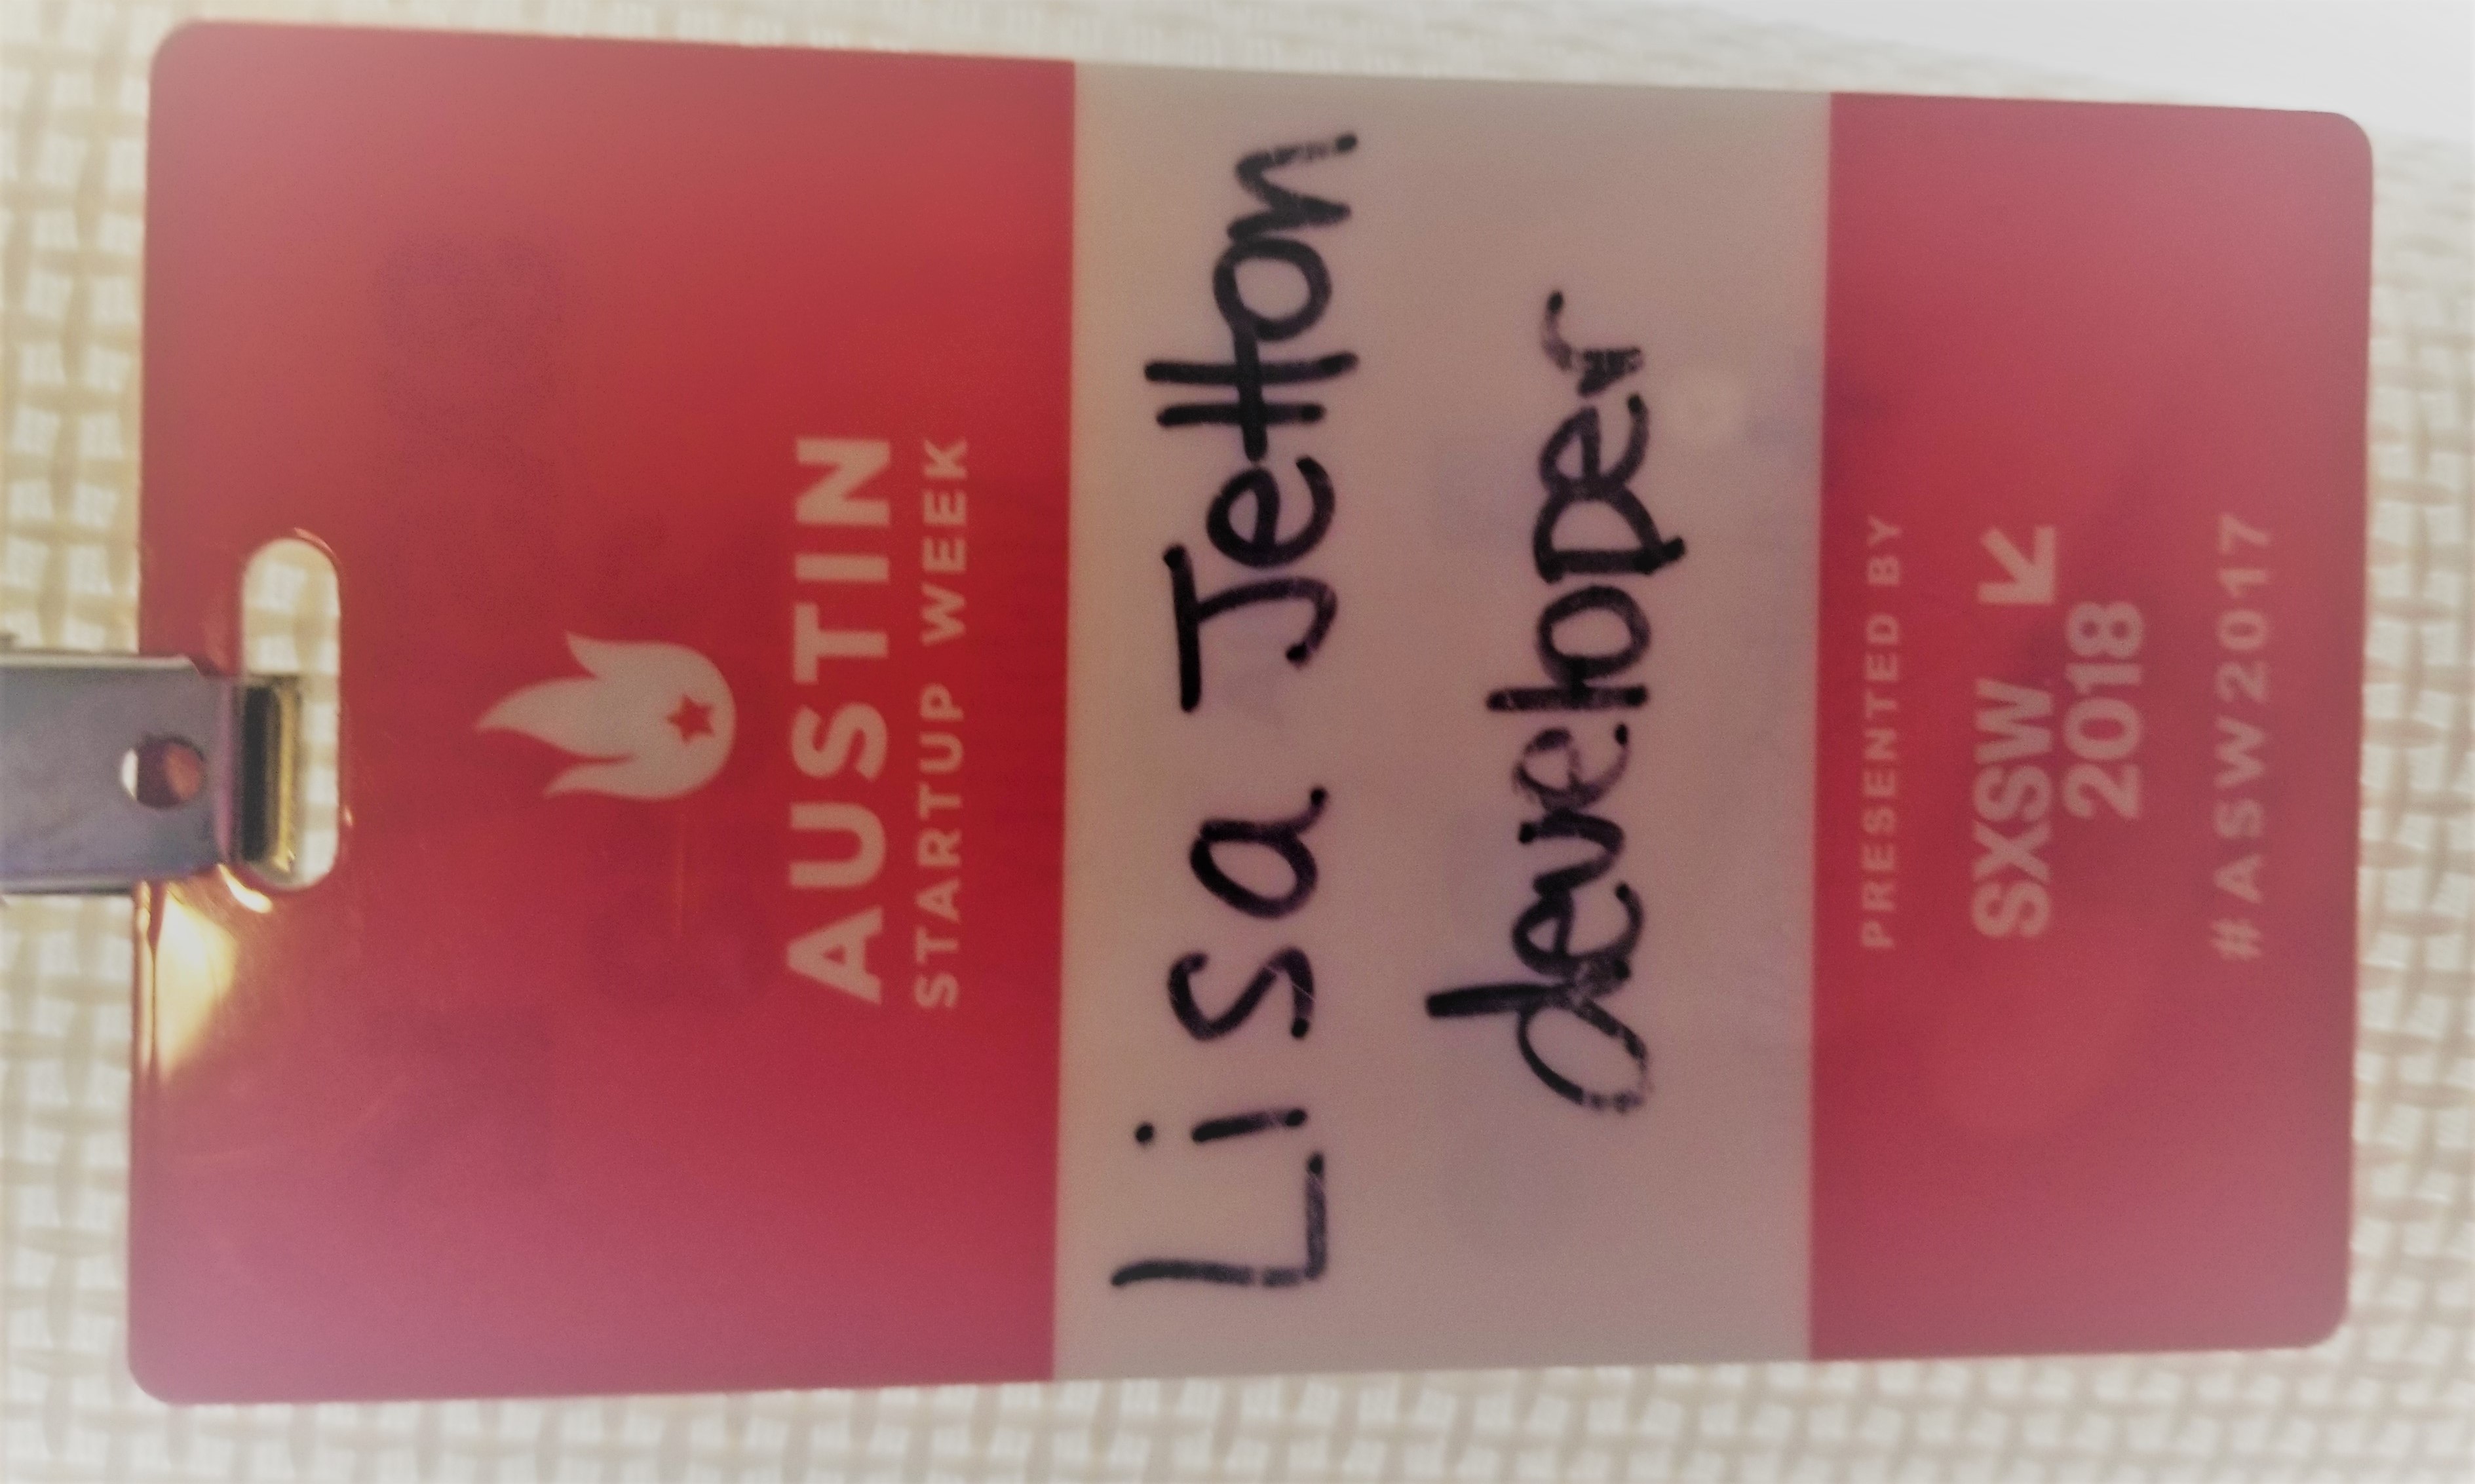 AUSTIN
STARTUP WEEK
Lisa Jetton
developer
PRESENTED BY
SXSW
2018
#ASW2017